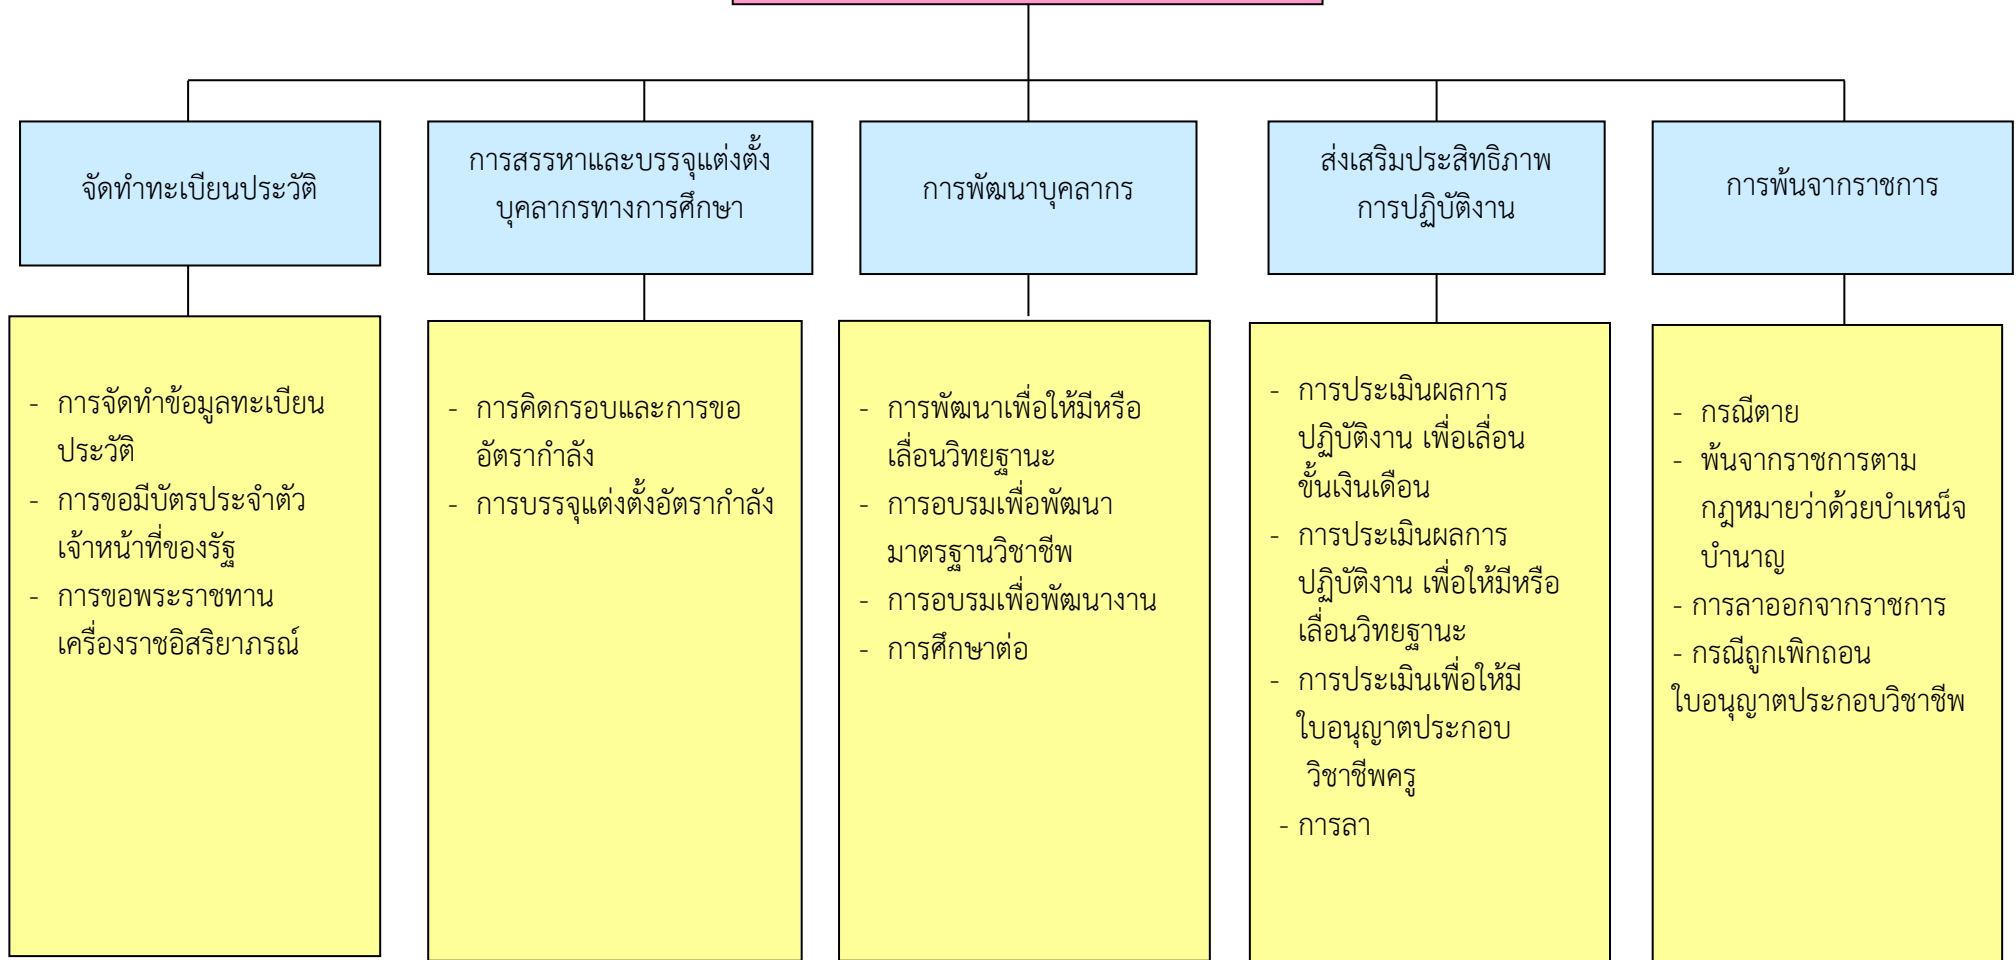 จัดทำทะเบียนประวัติ
การสรรหาและบรรจุแต่งตั้ง
บุคลากรทางการศึกษา
การพัฒนาบุคลากร
ส่งเสริมประสิทธิภาพ
การปฏิบัติงาน
การพ้นจากราชการ
- การจัดทำข้อมูลทะเบียน
ประวัติ
- การขอมีบัตรประจำตัว
เจ้าหน้าที่ของรัฐ
- การขอพระราชทาน
เครื่องราชอิสริยาภรณ์
- การคิดกรอบและการขอ
อัตรากำลัง
- การบรรจุแต่งตั้งอัตรากำลัง
- การพัฒนาเพื่อให้มีหรือ
เลื่อนวิทยฐานะ
- การอบรมเพื่อพัฒนา
มาตรฐานวิชาชีพ
- การอบรมเพื่อพัฒนางาน
- การศึกษาต่อ
- การประเมินผลการ
ปฏิบัติงาน เพื่อเลื่อน
ขั้นเงินเดือน
- การประเมินผลการ
ปฏิบัติงาน เพื่อให้มีหรือ
เลื่อนวิทยฐานะ
- การประเมินเพื่อให้มี
ใบอนุญาตประกอบ
วิชาชีพครู
- การลา
- กรณีตาย
- พ้นจากราชการตาม
กฎหมายว่าด้วยบำเหน็จ
บำนาญ
- การลาออกจากราชการ
- กรณีถูกเพิกถอน
ใบอนุญาตประกอบวิชาชีพ